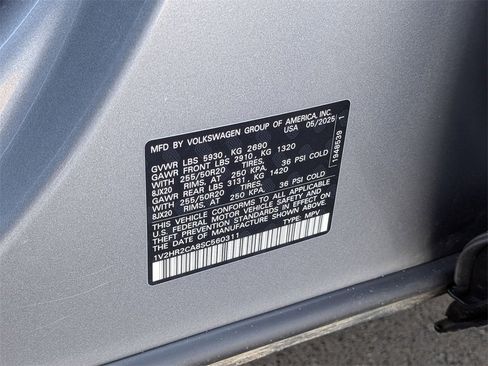 MFD BY VOLKSWAGEN GROUP OF AMERICA, INC.
USA 05/2025
GVWR LBS 5930, KG 2690
GAWR FRONT LBS 2910, KG 1320
WITH 255/50R20 TIRES, 36 PSI COLD
8JX20 RIMS, AT 250 KPA,
GAWR REAR LBS 3131, KG 1420
WITH 255/50R20 TIRES, 36 PSI COLD
8JX20 RIMS, AT 250 KPA,
THIS VEHICLE CONFORMS TO ALL APPLICABLE
U.S. FEDERAL MOTOR VEHICLE SAFETY AND
THEFT PREVENTION STANDARDS IN EFFECT ON
THE DATE OF MANUFACTURE SHOWN ABOVE.
1V2HR2CA8SC560311 TYPE: MPV
1948539 1